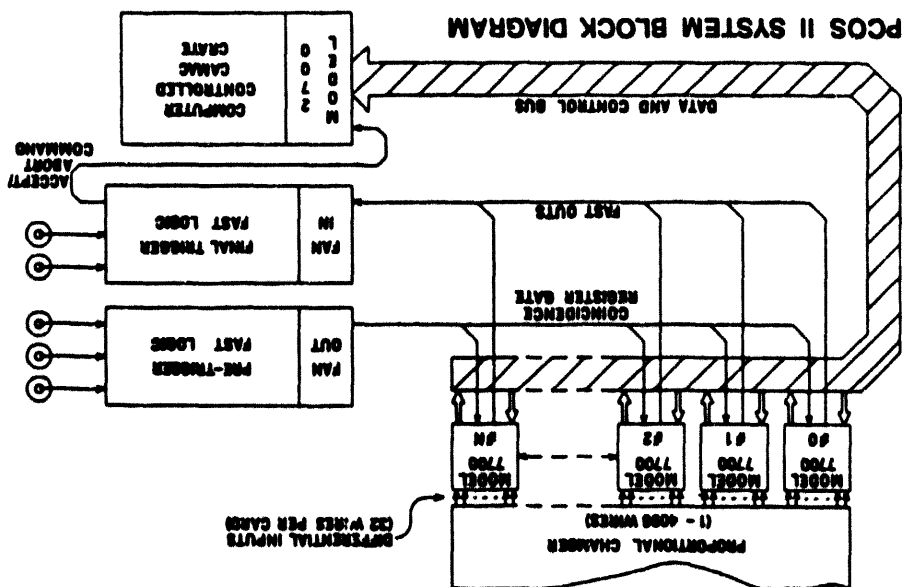 PROPORTIONAL CHAMBER
(1 - 4096 WIRES)
DIFFERENTIAL INPUTS
(32 WIRES PER CARD)
MODEL
7700
#0
MODEL
7700
#1
MODEL
7700
#2
MODEL
7700
#N
FAN
OUT
PRE-TRIGGER
FAST LOGIC
COINCIDENCE
REGISTER GATE
FAN
IN
FINAL TRIGGER
FAST LOGIC
FAST OUTS
ACCEPT/
ABORT
COMMAND
DATA AND CONTROL BUS
MODEL
2700
COMPUTER
CONTROLLED
CAMAC
CRATE
PCOS II SYSTEM BLOCK DIAGRAM